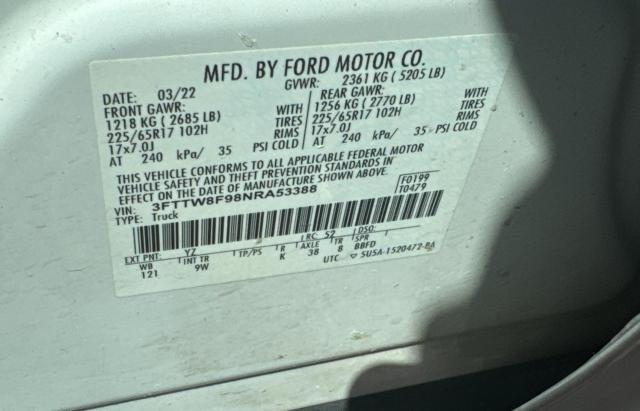 MFD. BY FORD MOTOR CO.
DATE: 03/22 GVWR: 2361 KG ( 5205 LB)
FRONT GAWR: REAR GAWR:
1218 KG ( 2685 LB) WITH 1256 KG ( 2770 LB) WITH
225/65R17 102H TIRES 225/65R17 102H TIRES
17x7.0J RIMS 17x7.0J RIMS
AT 240 kPa/ 35 PSI COLD AT 240 kPa/ 35 PSI COLD
THIS VEHICLE CONFORMS TO ALL APPLICABLE FEDERAL MOTOR
VEHICLE SAFETY AND THEFT PREVENTION STANDARDS IN
EFFECT ON THE DATE OF MANUFACTURE SHOWN ABOVE.
VIN: 3FTTW8F98NRA53388 F0199
TYPE: Truck T0479
EXT PNT: YZ RC: 52 DSO:
WB INT TR TP/PS R AXLE TR SPR
121 9W K 38 8 BBFD
UTC ▽ SU5A-1520472-BA